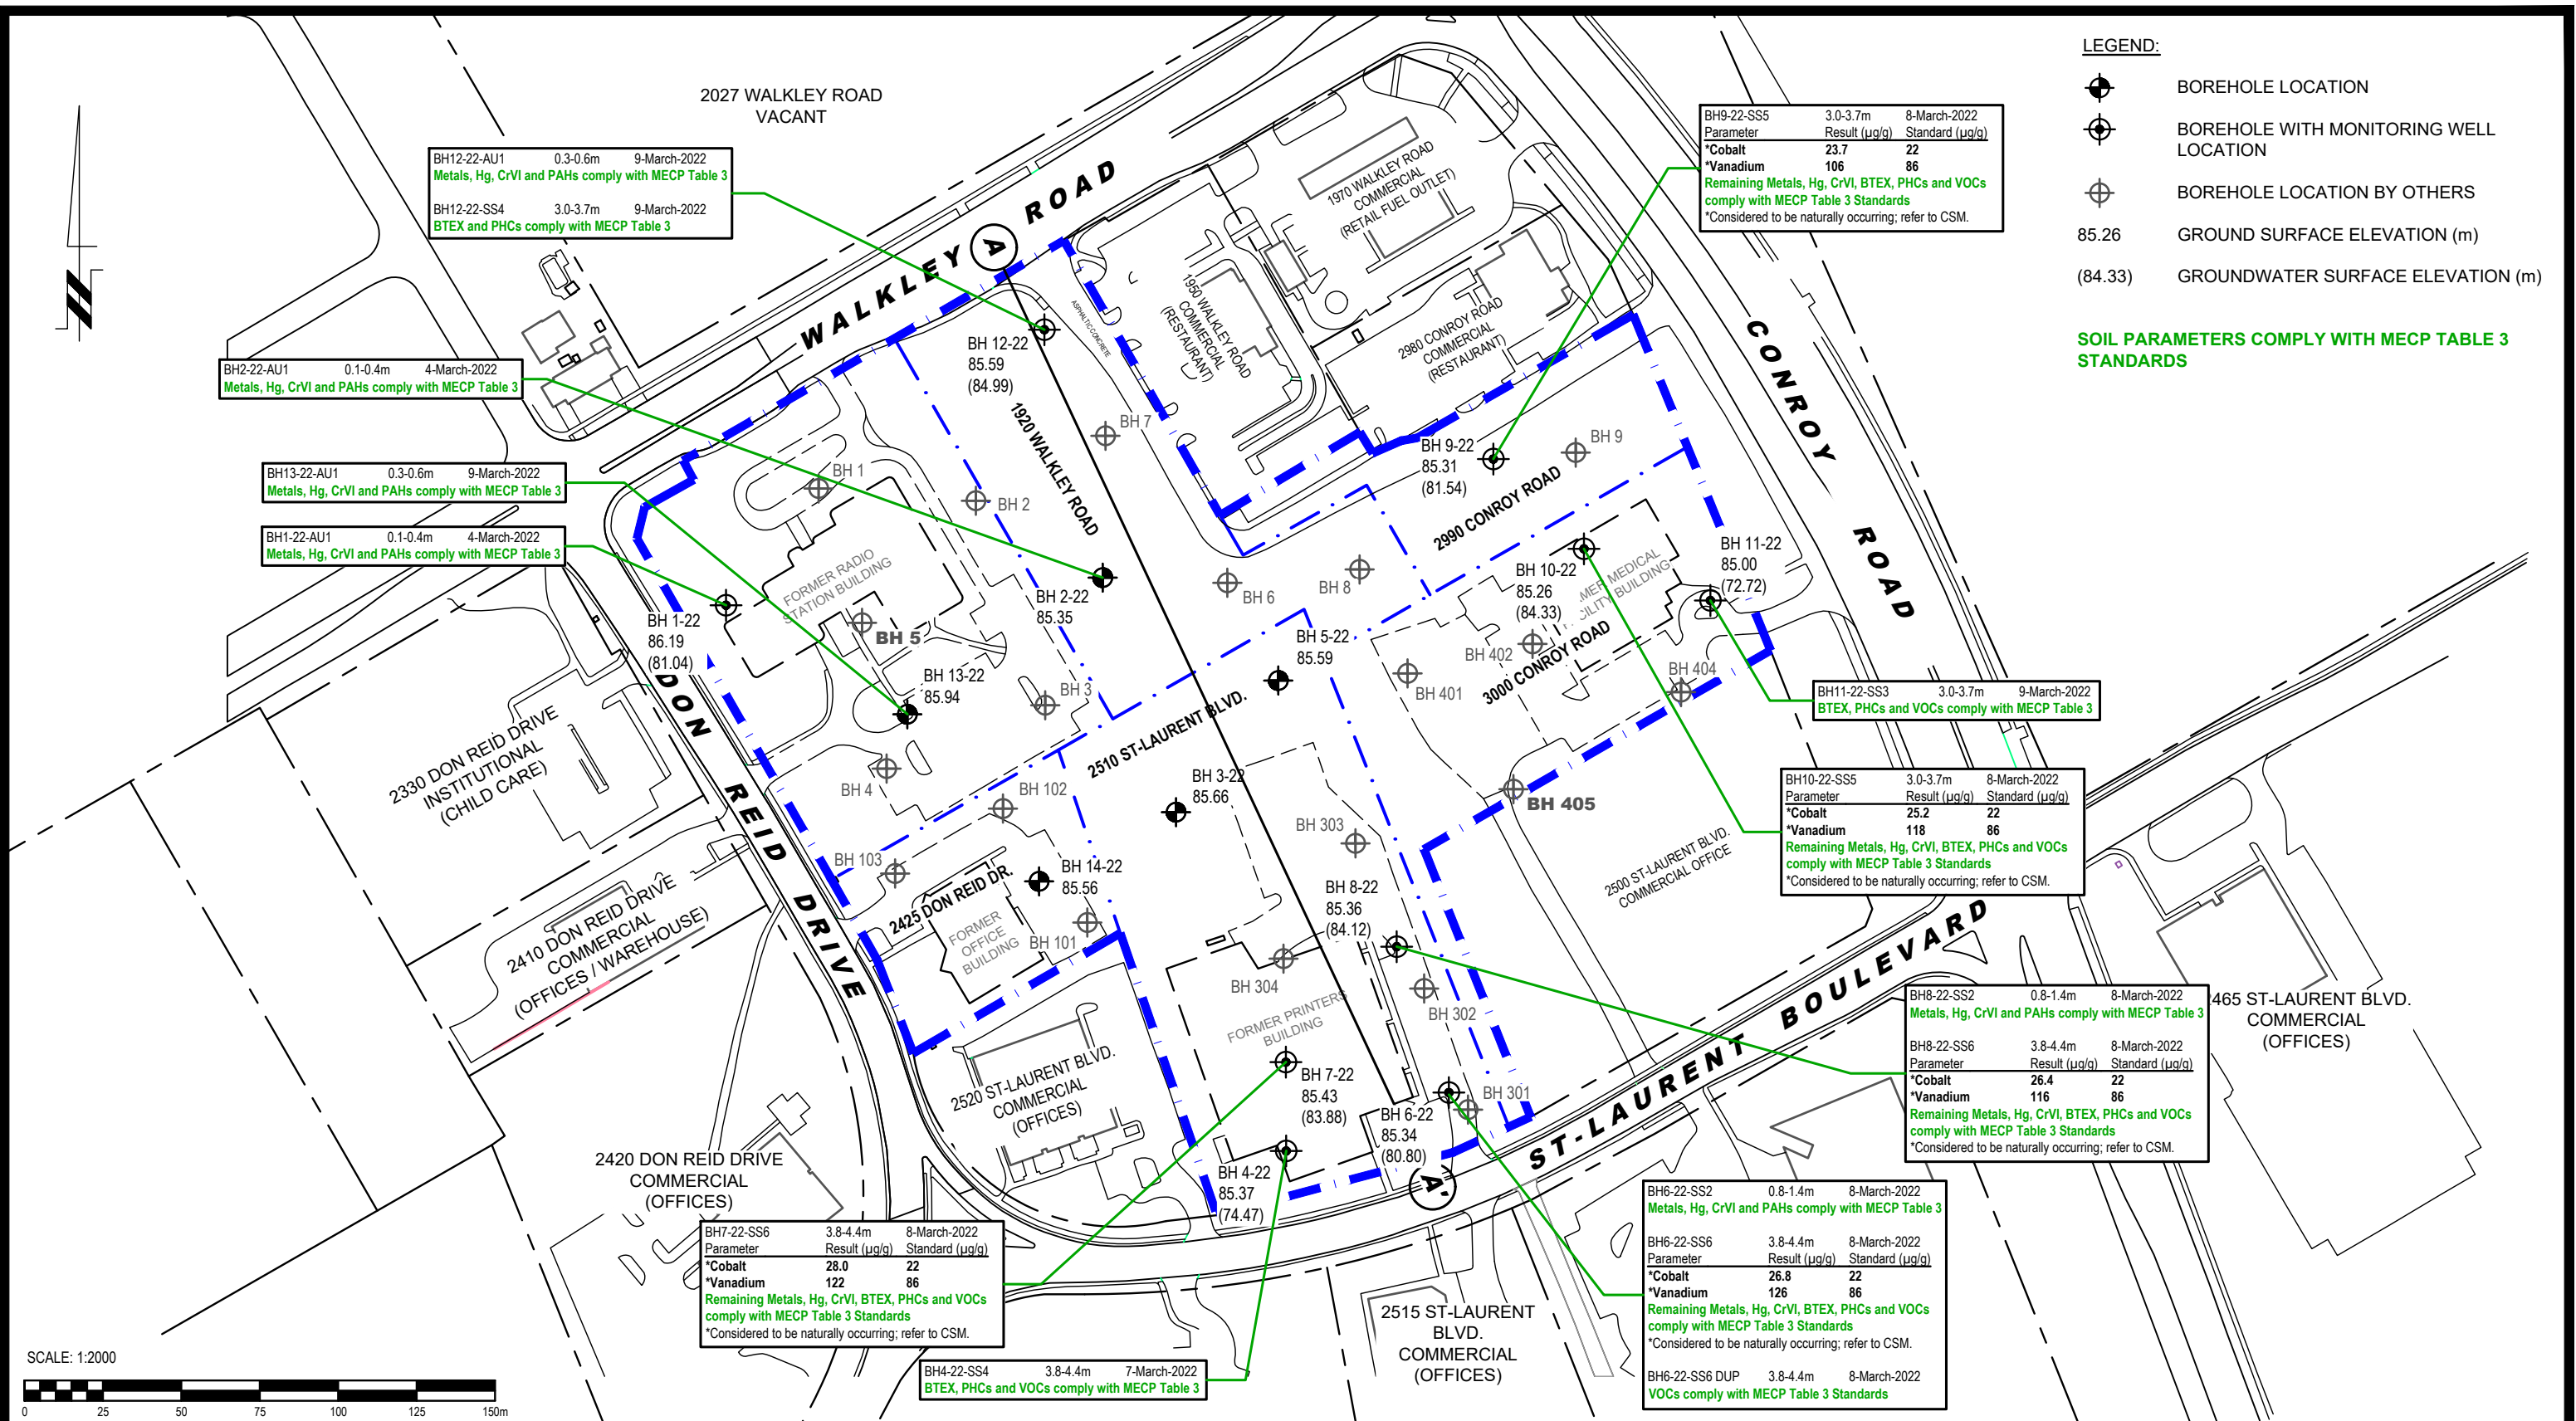 LEGEND:
BOREHOLE LOCATION
BOREHOLE WITH MONITORING WELL
LOCATION
BOREHOLE LOCATION BY OTHERS
85.26 GROUND SURFACE ELEVATION (m)
(84.33) GROUNDWATER SURFACE ELEVATION (m)
SOIL PARAMETERS COMPLY WITH MECP TABLE 3
STANDARDS
2027 WALKLEY ROAD
VACANT
BH12-22-AU1 0.3-0.6m 9-March-2022
Metals, Hg, CrVI and PAHs comply with MECP Table 3
BH12-22-SS4 3.0-3.7m 9-March-2022
BTEX and PHCs comply with MECP Table 3
BH9-22-SS5 3.0-3.7m 8-March-2022
Parameter Result (µg/g) Standard (µg/g)
*Cobalt 23.7 22
*Vanadium 106 86
Remaining Metals, Hg, CrVI, BTEX, PHCs and VOCs
comply with MECP Table 3 Standards
*Considered to be naturally occurring; refer to CSM.
BH2-22-AU1 0.1-0.4m 4-March-2022
Metals, Hg, CrVI and PAHs comply with MECP Table 3
BH13-22-AU1 0.3-0.6m 9-March-2022
Metals, Hg, CrVI and PAHs comply with MECP Table 3
BH1-22-AU1 0.1-0.4m 4-March-2022
Metals, Hg, CrVI and PAHs comply with MECP Table 3
WALKLEY ROAD
A
ASPHALTIC CONCRETE
1970 WALKLEY ROAD
COMMERCIAL
(RETAIL FUEL OUTLET)
1950 WALKLEY ROAD
COMMERCIAL
(RESTAURANT)
2980 CONROY ROAD
COMMERCIAL
(RESTAURANT)
CONROY ROAD
BH 12-22
85.59
(84.99)
1920 WALKLEY ROAD
BH 7
BH 1
BH 2
BH 9-22
85.31
(81.54)
BH 9
2990 CONROY ROAD
FORMER RADIO
STATION BUILDING
BH 5
BH 1-22
86.19
(81.04)
BH 2-22
85.35
BH 6
BH 8
BH 10-22
85.26
(84.33)
MEDICAL
BUILDING
BH 11-22
85.00
(72.72)
BH 13-22
85.94
BH 3
BH 5-22
85.59
BH 401
BH 402
3000 CONROY ROAD
BH 404
BH11-22-SS3 3.0-3.7m 9-March-2022
BTEX, PHCs and VOCs comply with MECP Table 3
2510 ST-LAURENT BLVD.
BH 4
BH 102
BH 3-22
85.66
BH 405
BH10-22-SS5 3.0-3.7m 8-March-2022
Parameter Result (µg/g) Standard (µg/g)
*Cobalt 25.2 22
*Vanadium 118 86
Remaining Metals, Hg, CrVI, BTEX, PHCs and VOCs
comply with MECP Table 3 Standards
*Considered to be naturally occurring; refer to CSM.
2330 DON REID DRIVE
INSTITUTIONAL
(CHILD CARE)
DON REID DRIVE
BH 303
BH 103
BH 14-22
85.56
2425 DON REID DR.
FORMER
OFFICE
BUILDING
BH 101
BH 8-22
85.36
(84.12)
2500 ST-LAURENT BLVD.
COMMERCIAL OFFICE
2410 DON REID DRIVE
COMMERCIAL
(OFFICES / WAREHOUSE)
BH 304
BH 302
FORMER PRINTERS
BUILDING
ST-LAURENT BOULEVARD
BH8-22-SS2 0.8-1.4m 8-March-2022
Metals, Hg, CrVI and PAHs comply with MECP Table 3
BH8-22-SS6 3.8-4.4m 8-March-2022
Parameter Result (µg/g) Standard (µg/g)
*Cobalt 26.4 22
*Vanadium 116 86
Remaining Metals, Hg, CrVI, BTEX, PHCs and VOCs
comply with MECP Table 3 Standards
*Considered to be naturally occurring; refer to CSM.
2465 ST-LAURENT BLVD.
COMMERCIAL
(OFFICES)
2520 ST-LAURENT BLVD.
COMMERCIAL
(OFFICES)
BH 7-22
85.43
(83.88)
BH 301
BH 6-22
85.34
(80.80)
BH 4-22
85.37
(74.47)
A'
2420 DON REID DRIVE
COMMERCIAL
(OFFICES)
BH7-22-SS6 3.8-4.4m 8-March-2022
Parameter Result (µg/g) Standard (µg/g)
*Cobalt 28.0 22
*Vanadium 122 86
Remaining Metals, Hg, CrVI, BTEX, PHCs and VOCs
comply with MECP Table 3 Standards
*Considered to be naturally occurring; refer to CSM.
BH6-22-SS2 0.8-1.4m 8-March-2022
Metals, Hg, CrVI and PAHs comply with MECP Table 3
BH6-22-SS6 3.8-4.4m 8-March-2022
Parameter Result (µg/g) Standard (µg/g)
*Cobalt 26.8 22
*Vanadium 126 86
Remaining Metals, Hg, CrVI, BTEX, PHCs and VOCs
comply with MECP Table 3 Standards
*Considered to be naturally occurring; refer to CSM.
BH6-22-SS6 DUP 3.8-4.4m 8-March-2022
VOCs comply with MECP Table 3 Standards
2515 ST-LAURENT
BLVD.
COMMERCIAL
(OFFICES)
BH4-22-SS4 3.8-4.4m 7-March-2022
BTEX, PHCs and VOCs comply with MECP Table 3
SCALE: 1:2000
0 25 50 75 100 125 150m